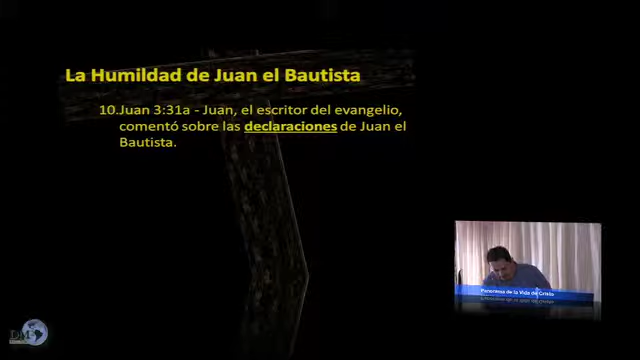 La Humildad de Juan el Bautista
10.Juan 3:31a - Juan, el escritor del evangelio,
comentó sobre las declaraciones de Juan el
Bautista.
Panorama de la Vida de Cristo